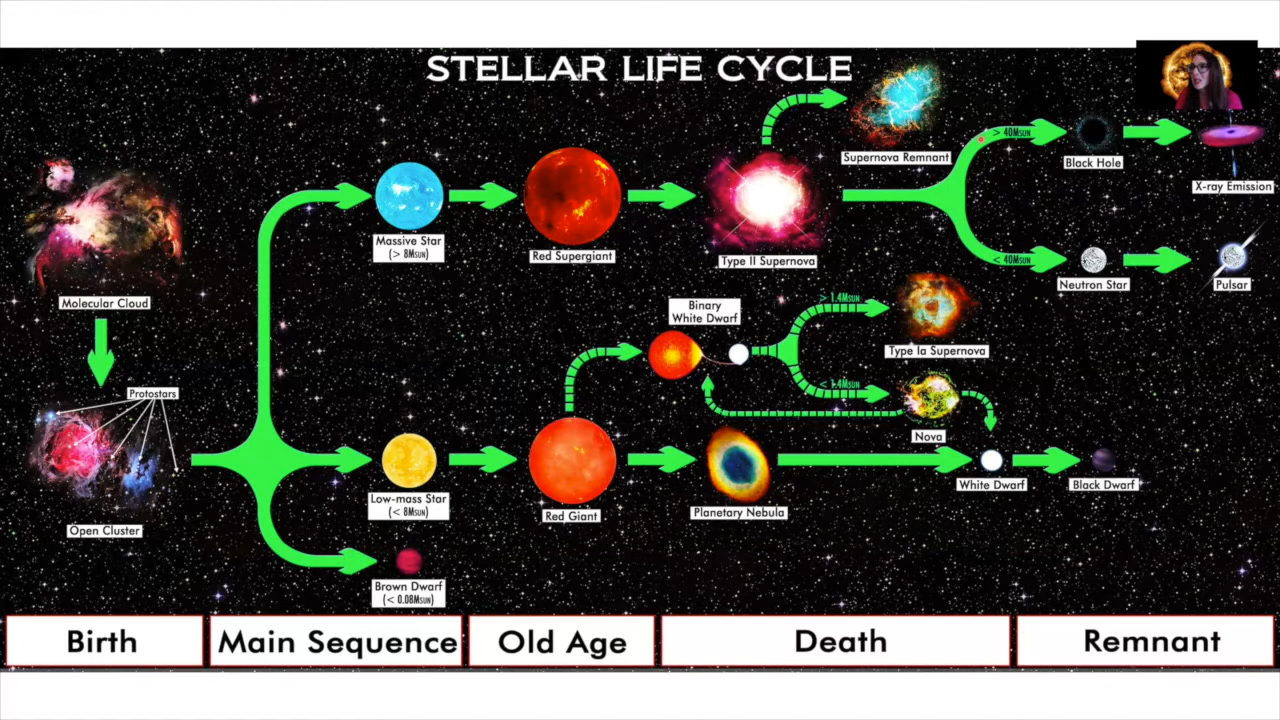 STELLAR LIFE CYCLE
Molecular Cloud
Protostars
Open Cluster
Massive Star
(> 8MSUN)
Red Supergiant
Type II Supernova
Supernova Remnant
> 40MSUN
Black Hole
X-ray Emission
< 40MSUN
Neutron Star
Pulsar
Binary
White Dwarf
> 1.4MSUN
Type Ia Supernova
< 1.4MSUN
Nova
Low-mass Star
(< 8MSUN)
Red Giant
Planetary Nebula
White Dwarf
Black Dwarf
Brown Dwarf
(< 0.08MSUN)
Birth
Main Sequence
Old Age
Death
Remnant